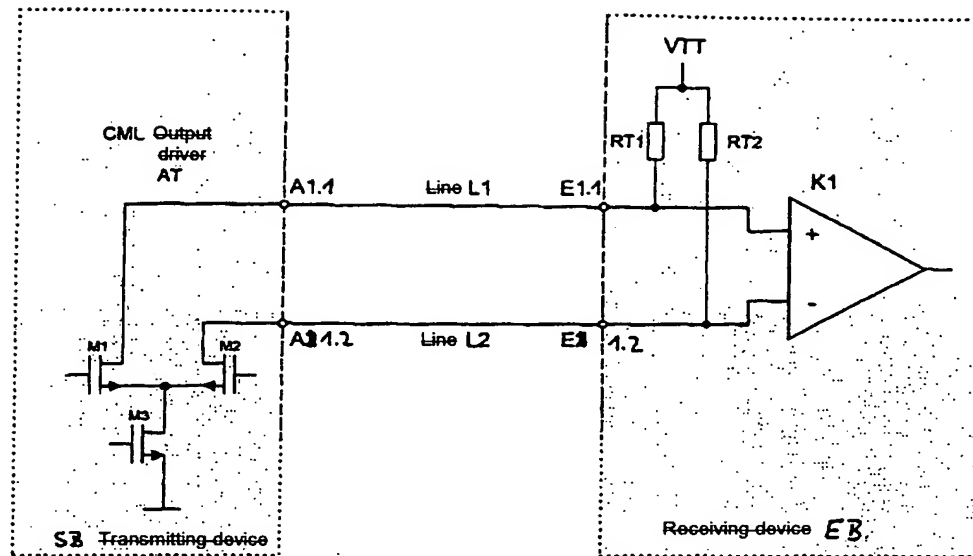 VTT
CML Output
driver
AT
RT1
RT2
K1
A1.1
Line L1
E1.1
+
-
1.2
Line L2
1.2
M1
M2
M3
SB Transmitting device
Receiving device EB.